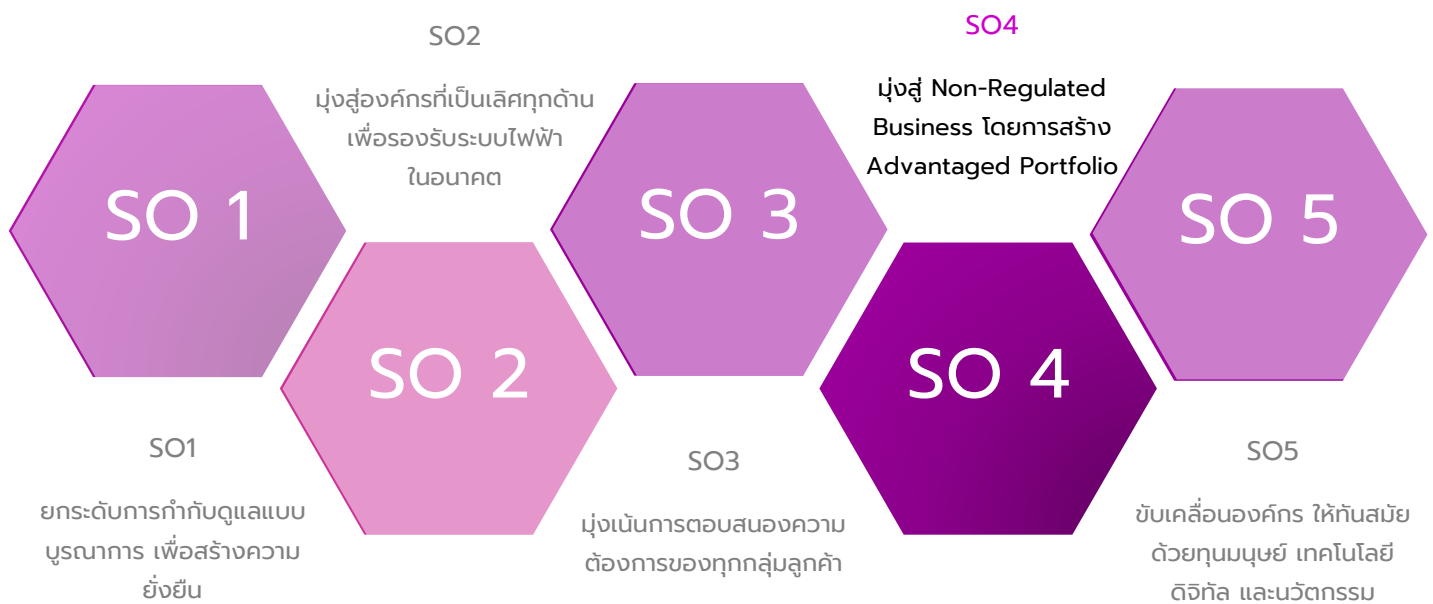 SO 1
SO1
ยกระดับการกำกับดูแลแบบ
บูรณาการ เพื่อสร้างความ
ยั่งยืน
SO2
มุ่งสู่องค์กรที่เป็นเลิศทุกด้าน
เพื่อรองรับระบบไฟฟ้า
ในอนาคต
SO 2
SO 3
SO3
มุ่งเน้นการตอบสนองความ
ต้องการของทุกกลุ่มลูกค้า
SO4
มุ่งสู่ Non-Regulated
Business โดยการสร้าง
Advantaged Portfolio
SO 4
SO 5
SO5
ขับเคลื่อนองค์กร ให้ทันสมัย
ด้วยทุนมนุษย์ เทคโนโลยี
ดิจิทัล และนวัตกรรม